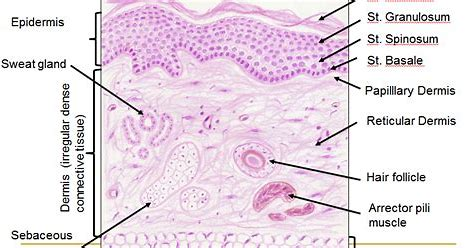 Epidermis
Sweat gland
Dermis (irregular dense
connective tissue)
Sebaceous
St. Granulosum
St. Spinosum
St. Basale
Papillary Dermis
Reticular Dermis
Hair follicle
Arrector pili
muscle